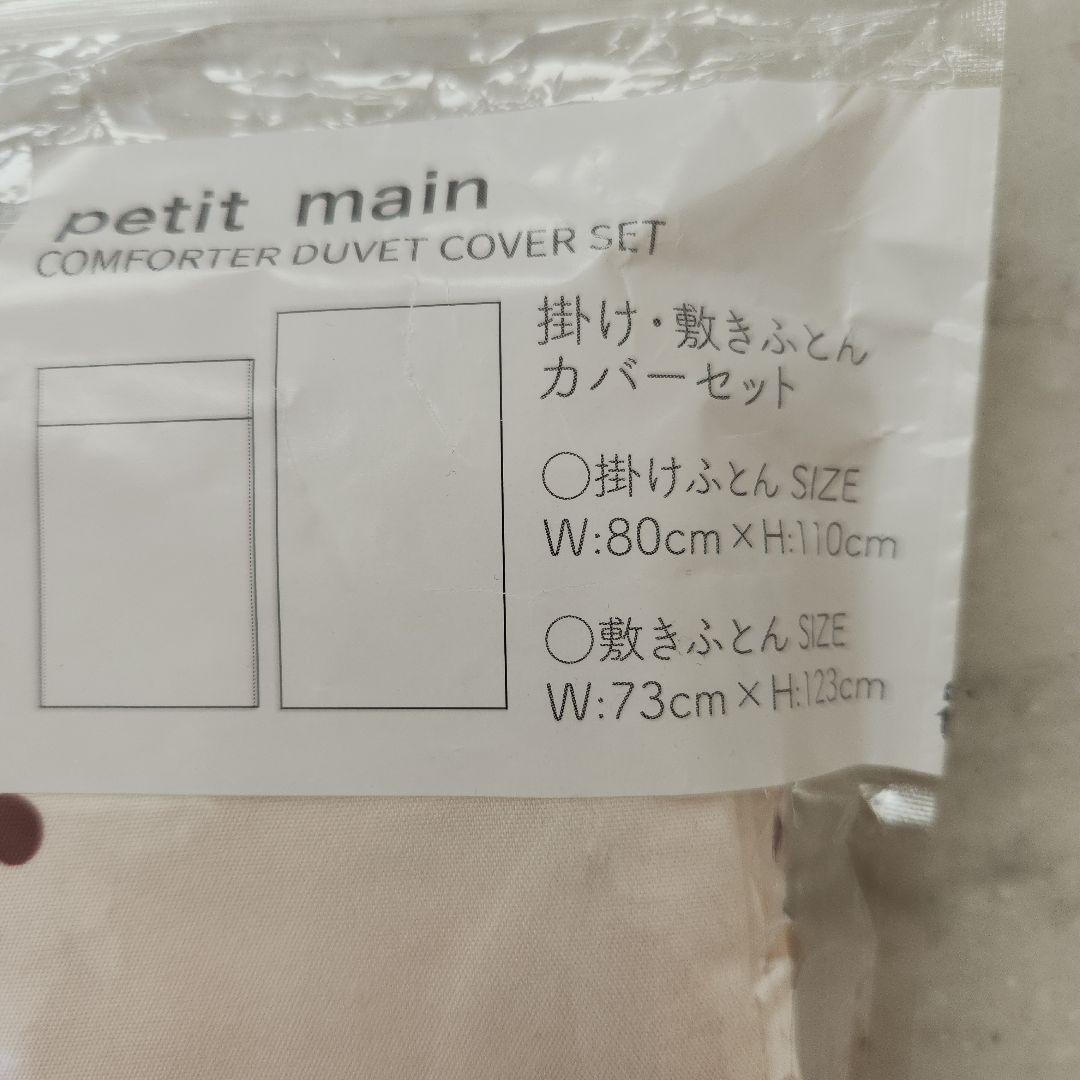 petit main
COMFORTER DUVET COVER SET
掛け・敷きふとん
カバーセット
○掛けふとん SIZE
W:80cm×H:110cm
○敷きふとん SIZE
W:73cm×H:123cm